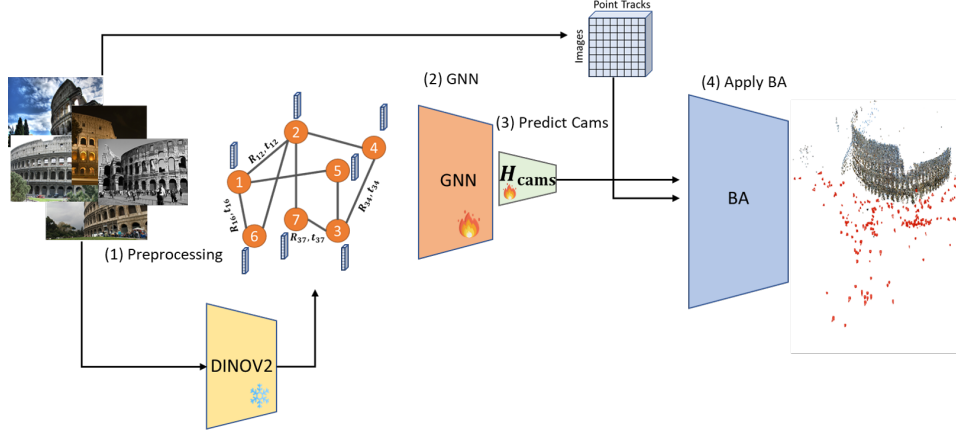 Point Tracks
Images
(2) GNN
(4) Apply BA
(3) Predict Cams
2
4
R12, t12
1
5
GNN
Hcams
BA
R16, t16
R34, t34
6
7
3
R37, t37
(1) Preprocessing
DINOV2